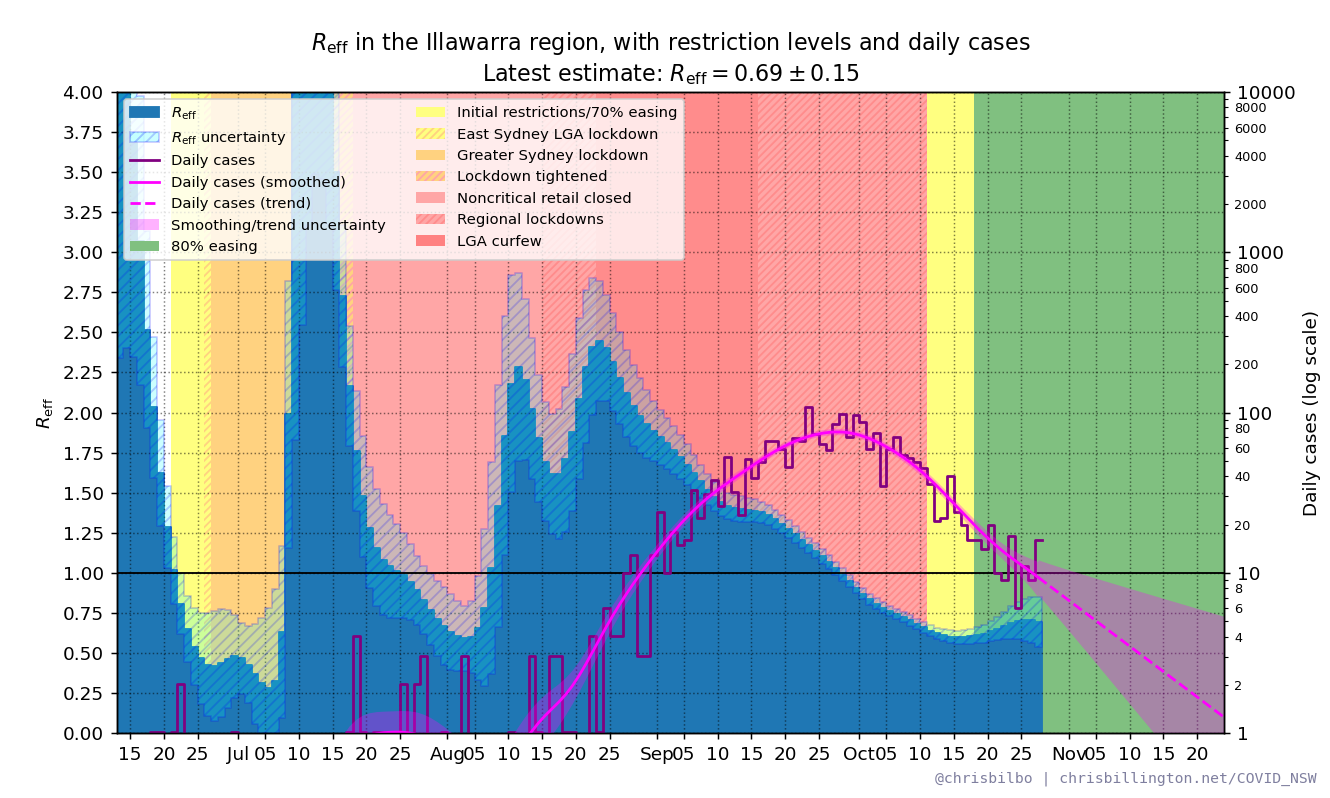 R_eff in the Illawarra region, with restriction levels and daily cases
Latest estimate: R_eff = 0.69 ± 0.15
R_eff
R_eff uncertainty
Daily cases
Daily cases (smoothed)
Daily cases (trend)
Smoothing/trend uncertainty
80% easing
Initial restrictions/70% easing
East Sydney LGA lockdown
Greater Sydney lockdown
Lockdown tightened
Noncritical retail closed
Regional lockdowns
LGA curfew
R_eff
4.00
3.75
3.50
3.25
3.00
2.75
2.50
2.25
2.00
1.75
1.50
1.25
1.00
0.75
0.50
0.25
0.00
10000
8000
6000
4000
2000
1000
800
600
400
200
100
80
60
40
20
10
8
6
4
2
1
Daily cases (log scale)
15 20 25 Jul 05 10 15 20 25 Aug 05 10 15 20 25 Sep 05 10 15 20 25 Oct 05 10 15 20 25 Nov 05 10 15 20
@chrisbilbo | chrisbillington.net/COVID_NSW